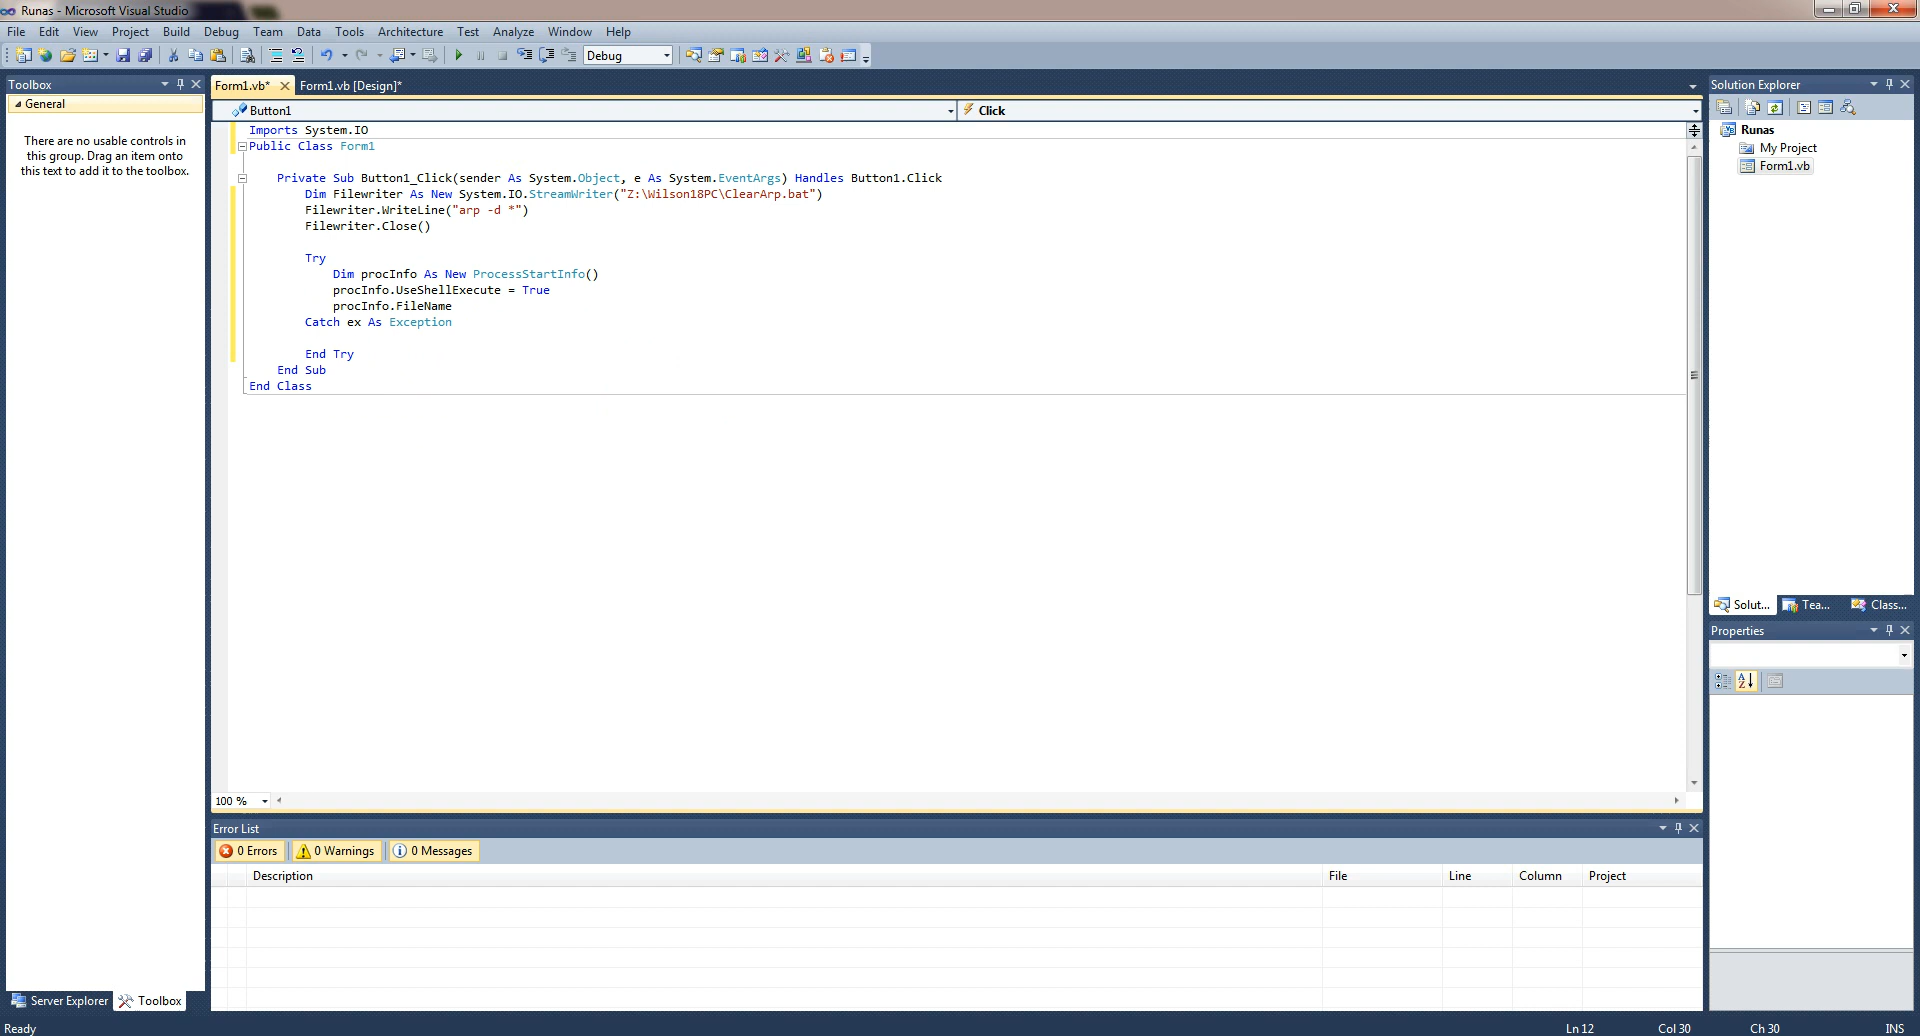 Runas - Microsoft Visual Studio
File Edit View Project Build Debug Team Data Tools Architecture Test Analyze Window Help
Debug
Toolbox
General
There are no usable controls in
this group. Drag an item onto
this text to add it to the toolbox.
Server Explorer Toolbox
Form1.vb* Form1.vb [Design]*
Button1 Click
Imports System.IO
Public Class Form1
Private Sub Button1_Click(sender As System.Object, e As System.EventArgs) Handles Button1.Click
Dim Filewriter As New System.IO.StreamWriter("Z:\Wilson18PC\ClearArp.bat")
Filewriter.WriteLine("arp -d *")
Filewriter.Close()
Try
Dim procInfo As New ProcessStartInfo()
procInfo.UseShellExecute = True
procInfo.FileName
Catch ex As Exception
End Try
End Sub
End Class
100 %
Error List
0 Errors 0 Warnings 0 Messages
Description File Line Column Project
Solution Explorer
Runas
My Project
Form1.vb
Solut... Tea... Class...
Properties
Ready Ln 12 Col 30 Ch 30 INS